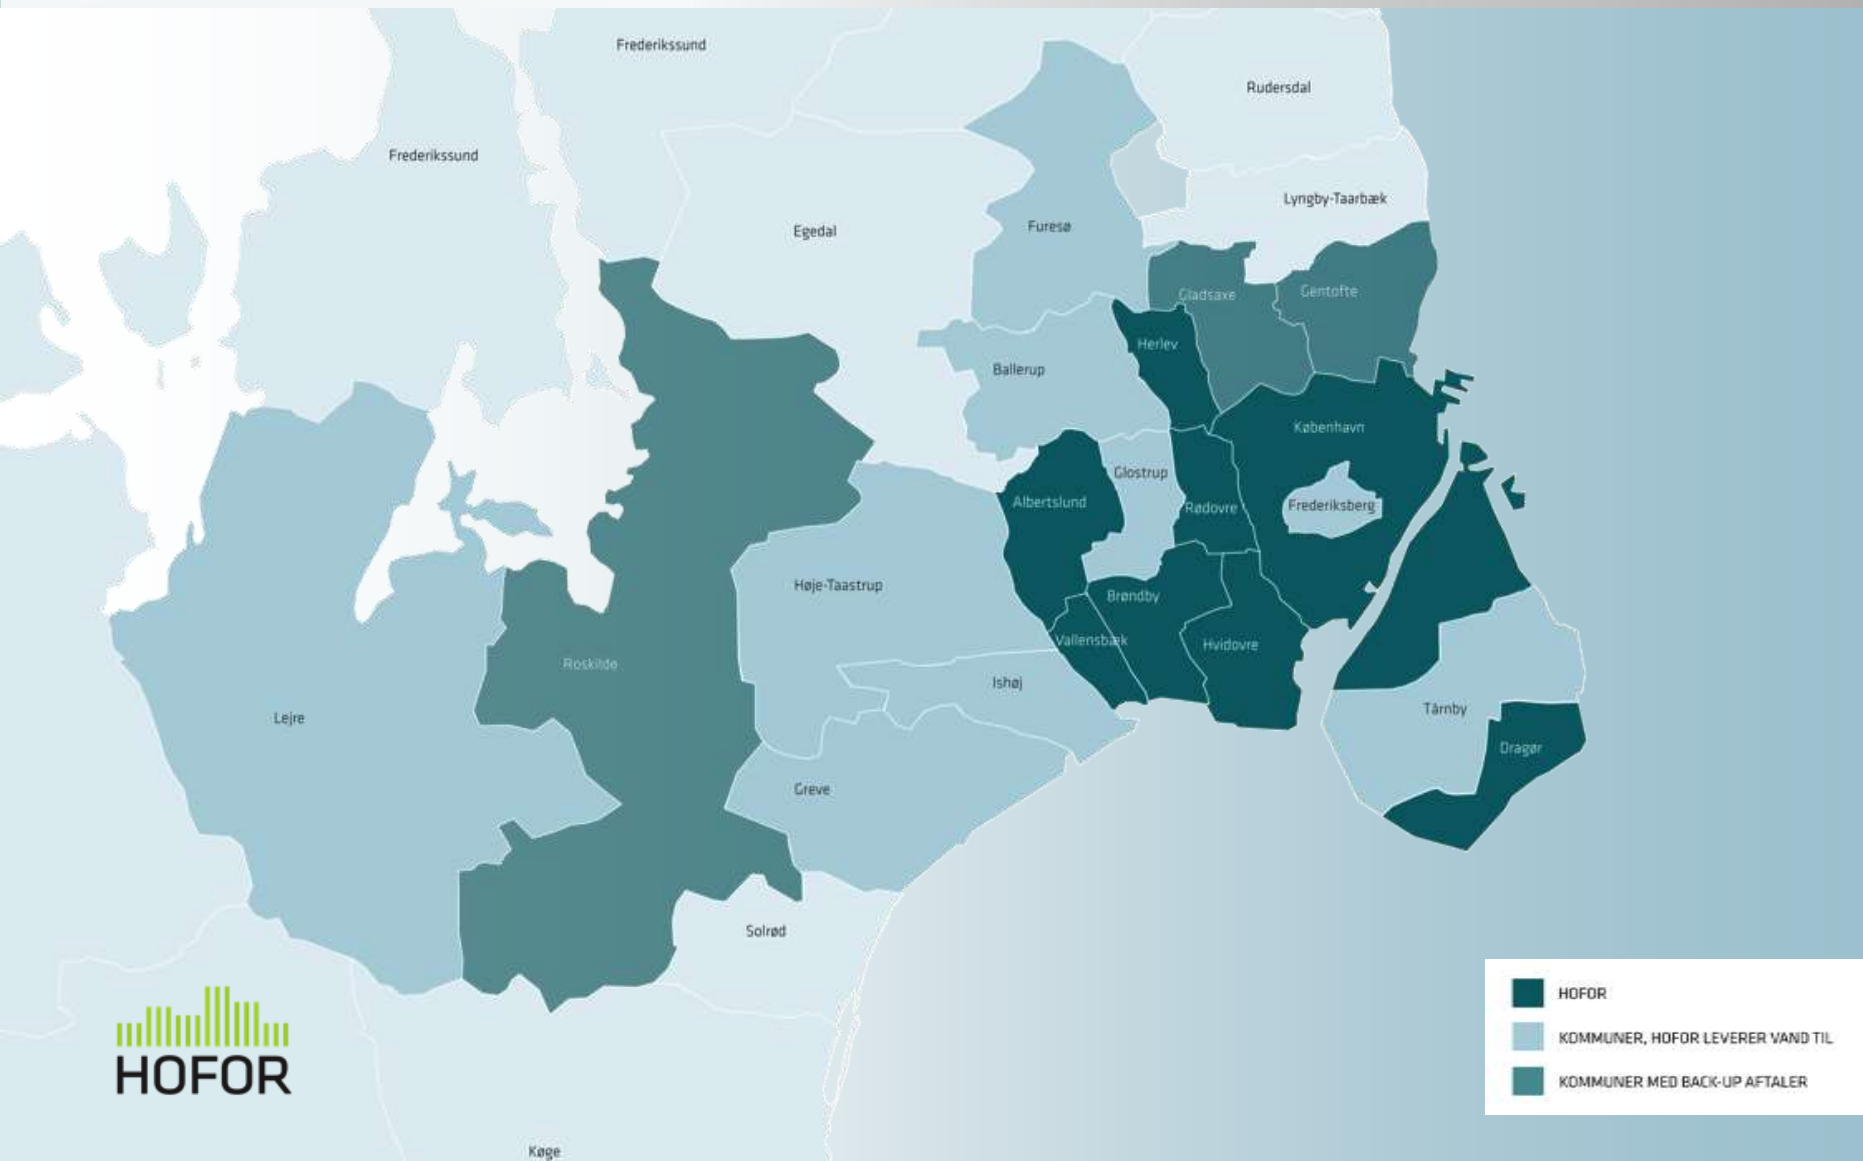 Frederikssund
Rudersdal
Frederikssund
Lyngby-Taarbæk
Egedal
Furesø
Gladsaxe
Gentofte
Herlev
Ballerup
København
Glostrup
Albertslund
Rødovre
Frederiksberg
Høje-Taastrup
Brøndby
Vallensbæk
Hvidovre
Roskilde
Ishøj
Lejre
Tårnby
Dragør
Greve
Solrød
HOFOR
KOMMUNER, HOFOR LEVERER VAND TIL
KOMMUNER MED BACK-UP AFTALER
HOFOR
Køge